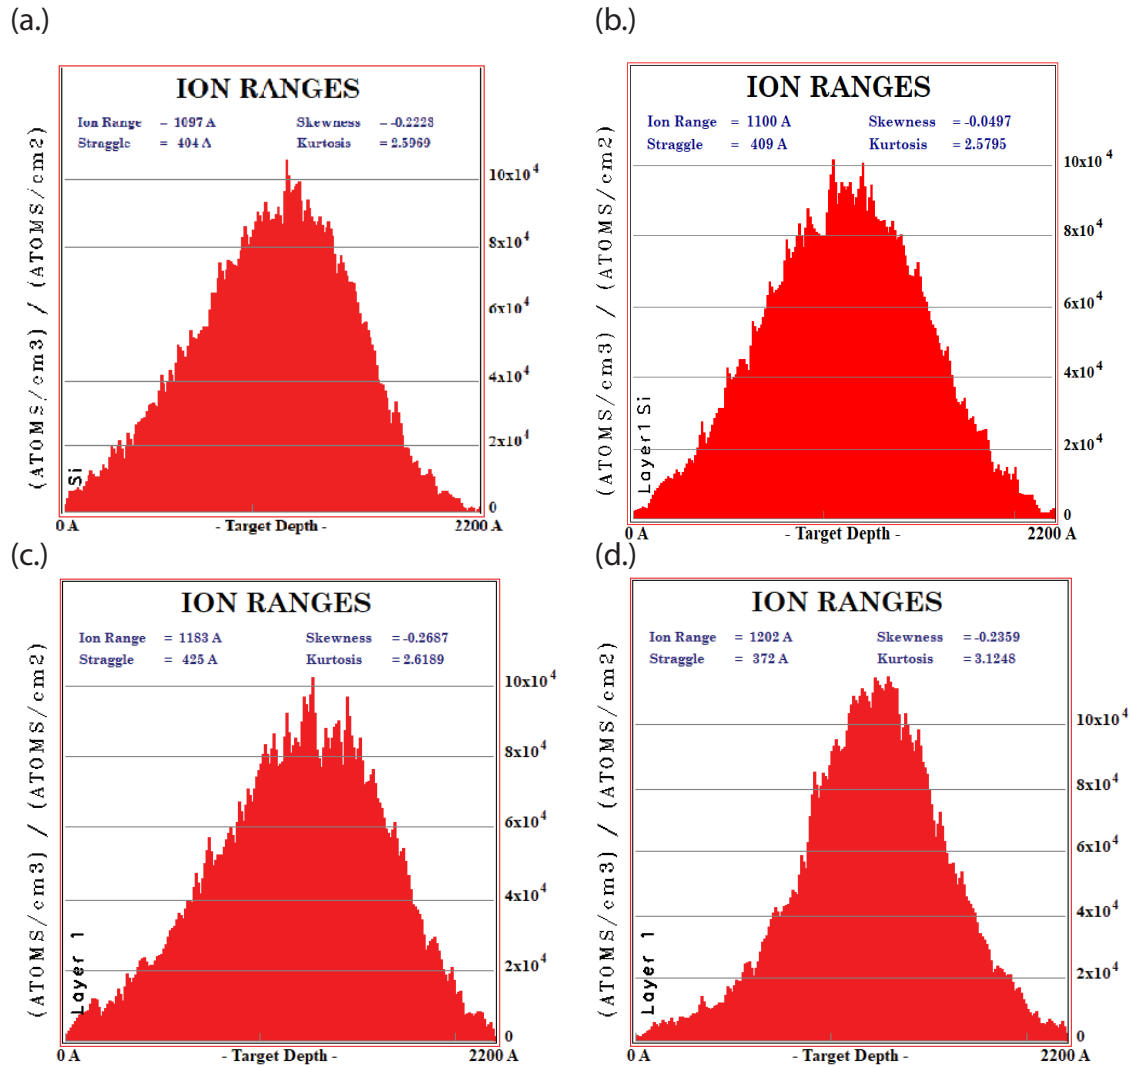 (a.)
ION RANGES
Ion Range = 1097 A
Skewness = -0.2223
Straggle = 404 A
Kurtosis = 2.5969
(ATOMS/cm3) / (ATOMS/cm2)
10x10^4
8x10^4
6x10^4
4x10^4
2x10^4
0
Si
0 A
- Target Depth -
2200 A
(b.)
ION RANGES
Ion Range = 1100 A
Skewness = -0.0497
Straggle = 409 A
Kurtosis = 2.5795
(ATOMS/cm3) / (ATOMS/cm2)
10x10^4
8x10^4
6x10^4
4x10^4
2x10^4
0
Layer1 Si
0 A
- Target Depth -
2200 A
(c.)
ION RANGES
Ion Range = 1183 A
Skewness = -0.2687
Straggle = 425 A
Kurtosis = 2.6189
(ATOMS/cm3) / (ATOMS/cm2)
10x10^4
8x10^4
6x10^4
4x10^4
2x10^4
0
Layer 1
0 A
- Target Depth -
2200 A
(d.)
ION RANGES
Ion Range = 1202 A
Skewness = -0.2359
Straggle = 372 A
Kurtosis = 3.1248
(ATOMS/cm3) / (ATOMS/cm2)
10x10^4
8x10^4
6x10^4
4x10^4
2x10^4
0
Layer 1
0 A
- Target Depth -
2200 A